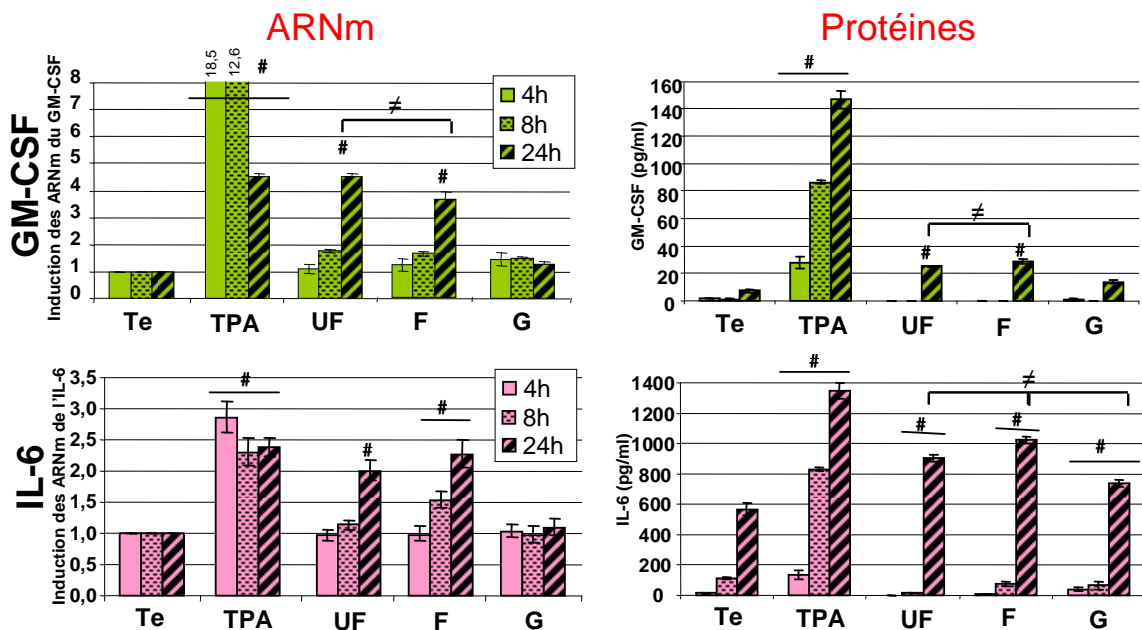 ARNm
Protéines
GM-CSF
Induction des ARNm du GM-CSF
8
7
6
5
4
3
2
1
0
18,5
12,6
#
≠
#
#
4h
8h
24h
Te TPA UF F G
GM-CSF (pg/ml)
160
140
120
100
80
60
40
20
0
#
≠
#
#
Te TPA UF F G
IL-6
Induction des ARNm de l'IL-6
3,5
3,0
2,5
2,0
1,5
1,0
0,5
0,0
#
#
#
4h
8h
24h
Te TPA UF F G
IL-6 (pg/ml)
1400
1200
1000
800
600
400
200
0
#
≠
#
#
#
Te TPA UF F G